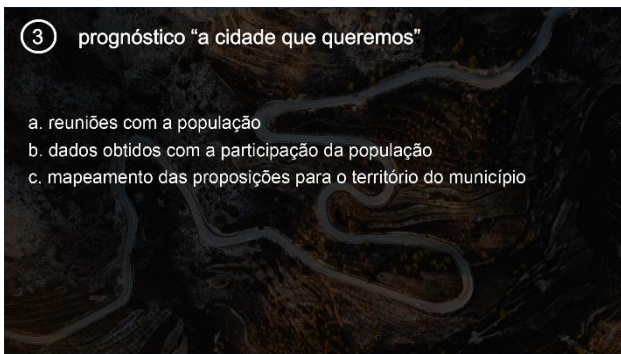 3 prognóstico “a cidade que queremos”
a. reuniões com a população
b. dados obtidos com a participação da população
c. mapeamento das proposições para o território do município